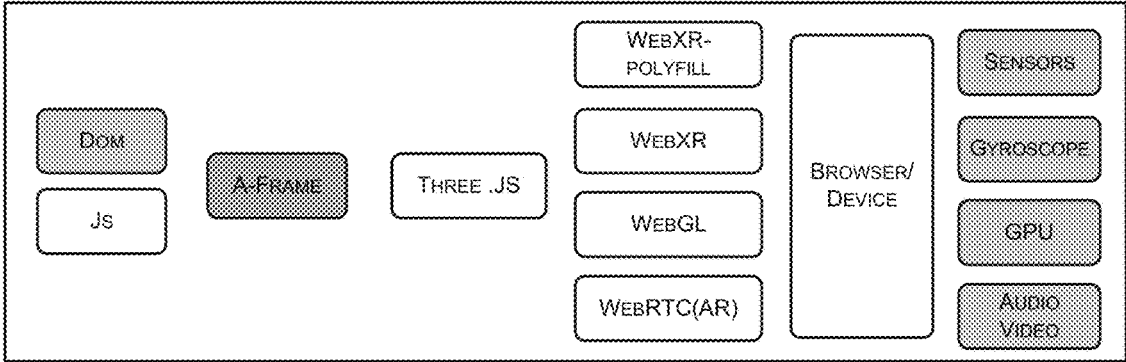 DOM
JS
A-FRAME
THREE .JS
WEBXR-
POLYFILL
WEBXR
WEBGL
WEBRTC(AR)
BROWSER/
DEVICE
SENSORS
GYROSCOPE
GPU
AUDIO
VIDEO